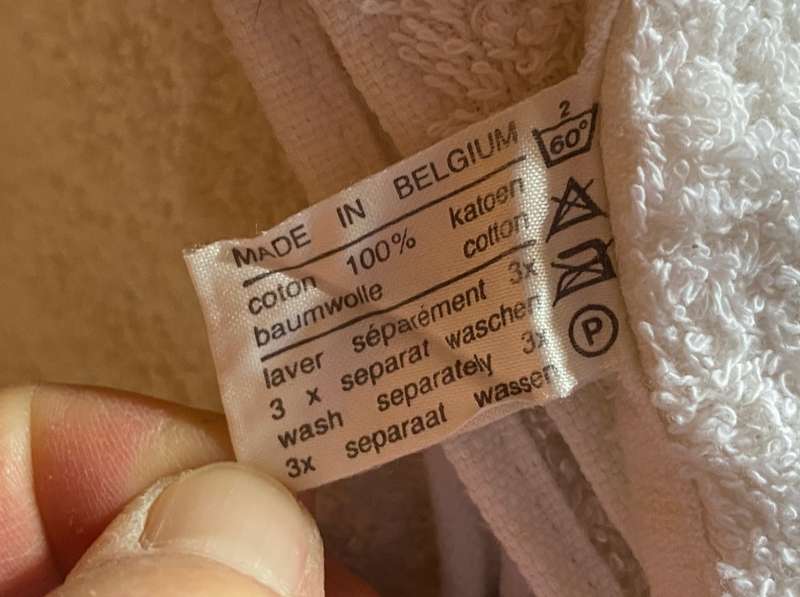 MADE IN BELGIUM
coton 100% katoen
baumwolle cotton
laver séparément 3x
3 x separat waschen
wash separately 3x
3x separaat wassen
2
60°
P